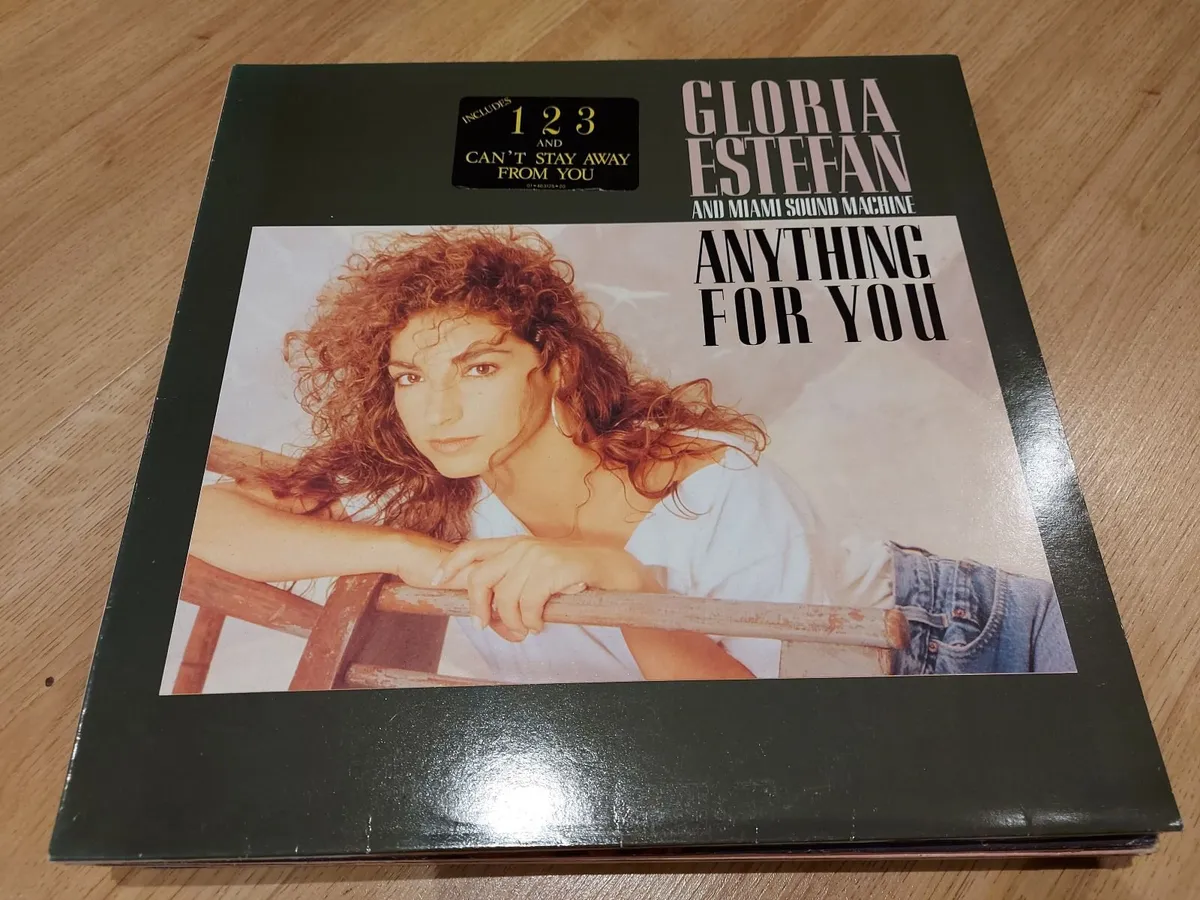 INCLUDES
1 2 3
AND
CAN'T STAY AWAY
FROM YOU
GLORIA
ESTEFAN
AND MIAMI SOUND MACHINE
ANYTHING
FOR YOU